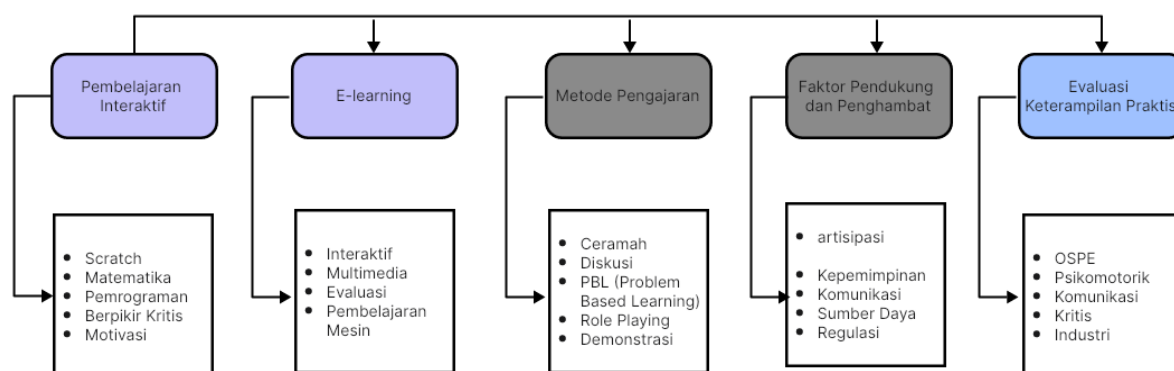 Pembelajaran
Interaktif
E-learning
Metode Pengajaran
Faktor Pendukung
dan Penghambat
Evaluasi
Keterampilan Praktis
• Scratch
• Matematika
• Pemrograman
• Berpikir Kritis
• Motivasi
• Interaktif
• Multimedia
• Evaluasi
• Pembelajaran
Mesin
• Ceramah
• Diskusi
• PBL (Problem
Based Learning)
• Role Playing
• Demonstrasi
• artisipasi
• Kepemimpinan
• Komunikasi
• Sumber Daya
• Regulasi
• OSPE
• Psikomotorik
• Komunikasi
• Kritis
• Industri